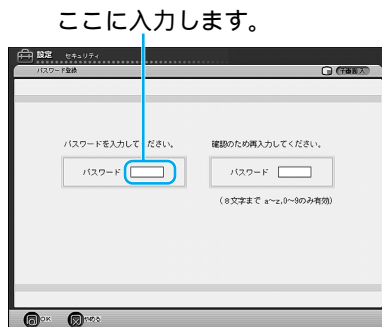 ここに入力します。
設定 セキュリティ
パスワード登録
子画面 入
パスワードを入力してください。 確認のため再入力してください。
パスワード パスワード
(8文字まで a~z,0~9のみ有効)
OK やめる